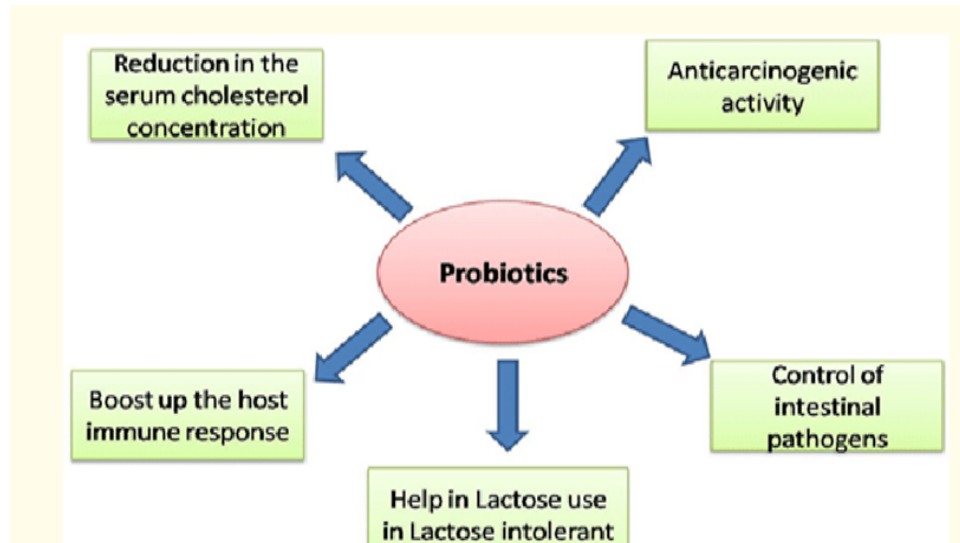 Reduction in the
serum cholesterol
concentration
Anticarcinogenic
activity
Probiotics
Boost up the host
immune response
Control of
intestinal
pathogens
Help in Lactose use
in Lactose intolerant